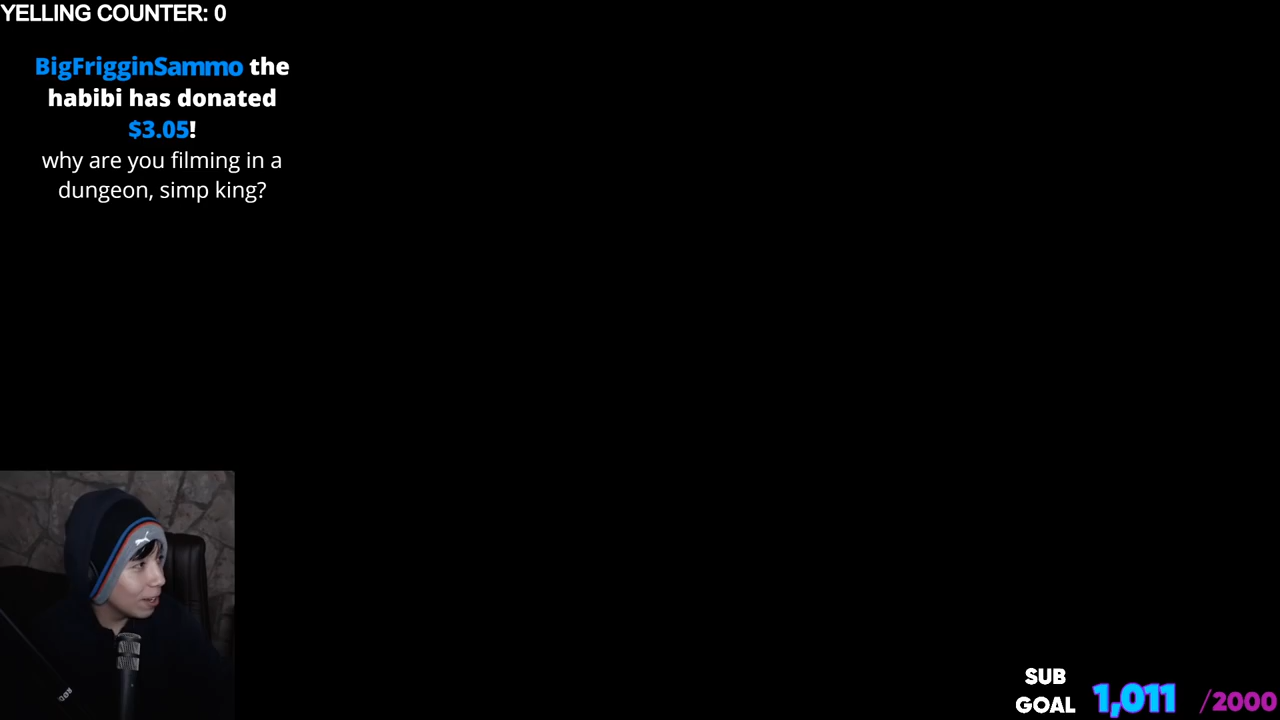 YELLING COUNTER: 0
BigFrigginSammo the
habibi has donated
$3.05!
why are you filming in a
dungeon, simp king?
SUB
GOAL 1,011 /2000